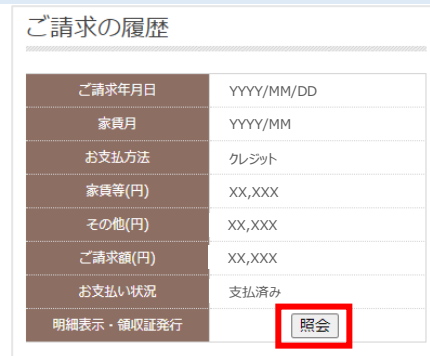 ご請求の履歴
ご請求年月日 YYYY/MM/DD
家賃月 YYYY/MM
お支払方法 クレジット
家賃等(円) XX,XXX
その他(円) XX,XXX
ご請求額(円) XX,XXX
お支払い状況 支払済み
明細表示・領収証発行 照会